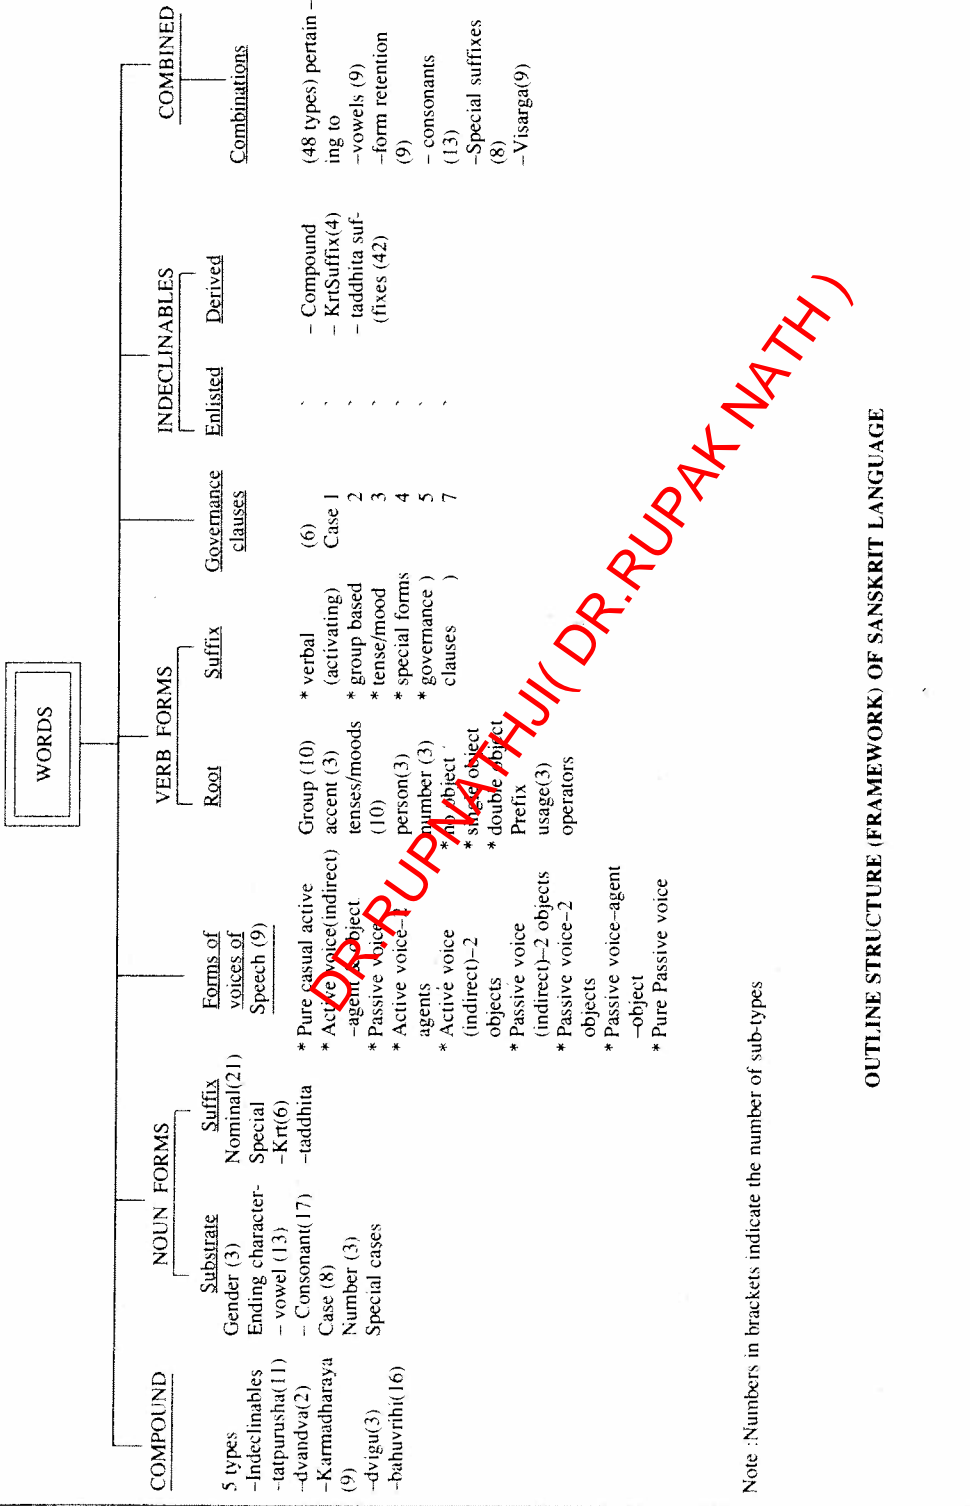 WORDS
COMPOUND
5 types
-Indeclinables
-tatpurusha(11)
-dvandva(2)
-Karmadharaya
(9)
-dvigu(3)
-bahuvrihi(16)
NOUN FORMS
Substrate
Gender (3)
Ending character-
- vowel (13)
- Consonant(17)
Case (8)
Number (3)
Special cases
Suffix
Nominal(21)
Special
-Krt(6)
-taddhita
Forms of
voices of
Speech (9)
* Pure casual active
* Active voice(indirect)
-agent & object
* Passive voice
* Active voice-2
agents
* Active voice
(indirect)-2
objects
* Passive voice
(indirect)-2 objects
* Passive voice-2
objects
* Passive voice-agent
-object
* Pure Passive voice
VERB FORMS
Root
Group (10)
accent (3)
tenses/moods
(10)
person(3)
number (3)
* no object
* single object
* double object
Prefix
usage(3)
operators
Suffix
* verbal
(activating)
* group based
* tense/mood
* special forms
* governance )
clauses )
Governance
clauses
(6)
Case 1
2
3
4
5
7
INDECLINABLES
Enlisted
Derived
- Compound
- KrtSuffix(4)
- taddhita suf-
(fixes (42)
COMBINED
Combinations
(48 types) pertain -
ing to
-vowels (9)
-form retention
(9)
- consonants
(13)
-Special suffixes
(8)
-Visarga(9)
Note :Numbers in brackets indicate the number of sub-types
OUTLINE STRUCTURE (FRAMEWORK) OF SANSKRIT LANGUAGE
DR.RUPNATHJI( DR.RUPAK NATH )